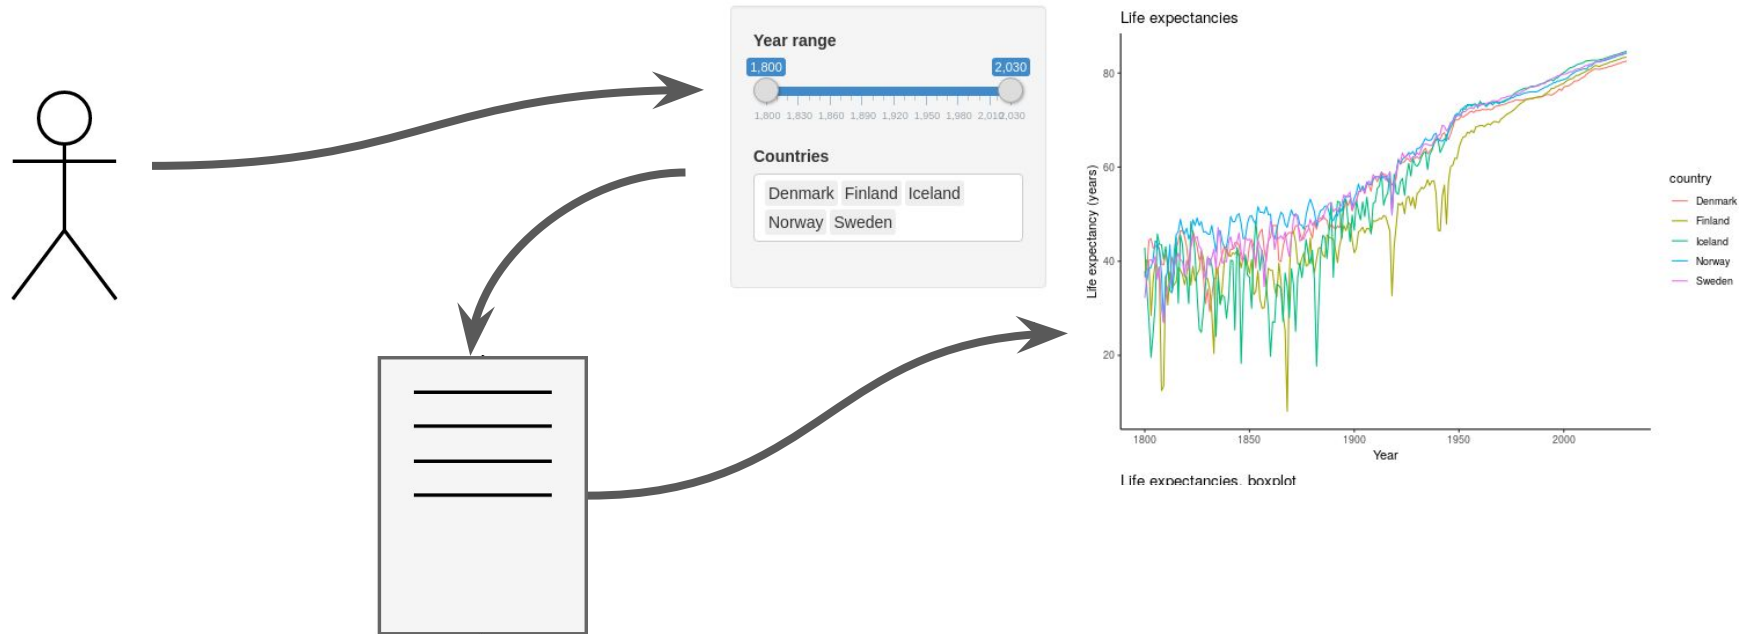 Year range
1,800 2,030
1,800 1,830 1,860 1,890 1,920 1,950 1,980 2,010 2,030
Countries
Denmark Finland Iceland
Norway Sweden
Life expectancies
Life expectancy (years)
80
60
40
20
1800 1850 1900 1950 2000
Year
country
Denmark
Finland
Iceland
Norway
Sweden
Life expectancies, boxplot